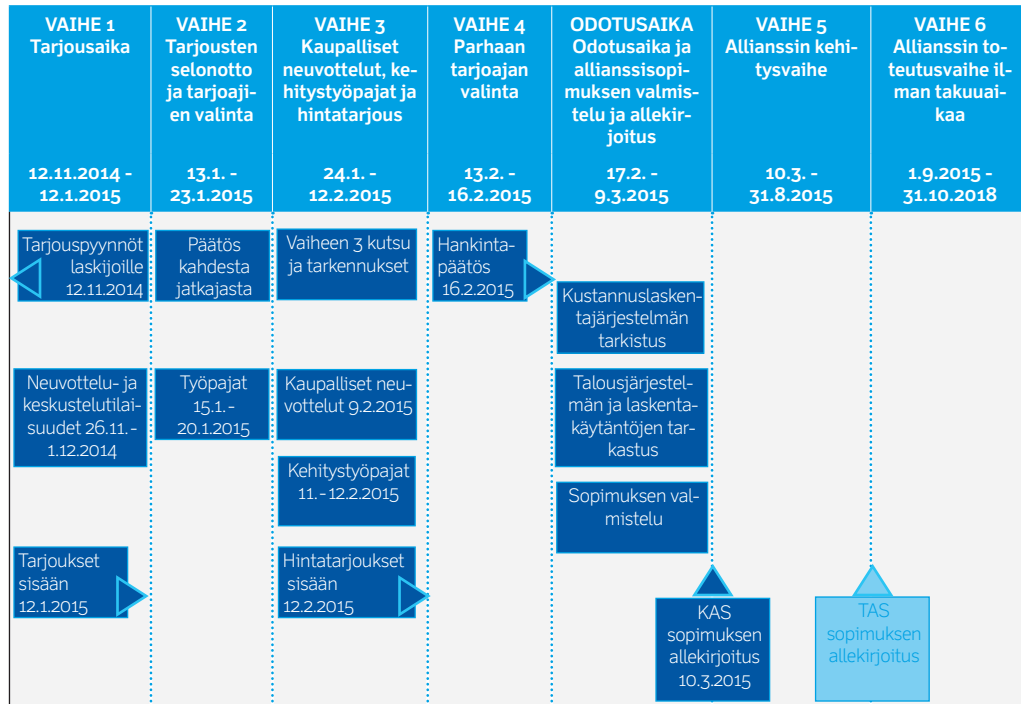 VAIHE 1
Tarjousaika
12.11.2014 -
12.1.2015
VAIHE 2
Tarjousten
selonotto
ja tarjoaji-
en valinta
13.1. -
23.1.2015
VAIHE 3
Kaupalliset
neuvottelut, ke-
hitystyöpajat ja
hintatarjous
24.1. -
12.2.2015
VAIHE 4
Parhaan
tarjoajan
valinta
13.2. -
16.2.2015
ODOTUSAIKA
Odotusaika ja
allianssisopi-
muksen valmis-
telu ja allekir-
joitus
17.2. -
9.3.2015
VAIHE 5
Allianssin kehi-
tysvaihe
10.3. -
31.8.2015
VAIHE 6
Allianssin to-
teutusvaihe il-
man takuuai-
kaa
1.9.2015 -
31.10.2018
Tarjouspyynnöt
laskijoille
12.11.2014
Neuvottelu- ja
keskustelutilai-
suudet 26.11.-
1.12.2014
Tarjoukset
sisään
12.1.2015
Päätös
kahdesta
jatkajasta
Työpajat
15.1.-
20.1.2015
Vaiheen 3 kutsu
ja tarkennukset
Kaupalliset neu-
vottelut 9.2.2015
Kehitystyöpajat
11.-12.2.2015
Hintatarjoukset
sisään
12.2.2015
Hankinta-
päätös
16.2.2015
Kustannuslasken-
tajärjestelmän
tarkistus
Talousjärjestel-
män ja laskenta-
käytäntöjen tar-
kastus
Sopimuksen val-
mistelu
KAS
sopimuksen
allekirjoitus
10.3.2015
TAS
sopimuksen
allekirjoitus